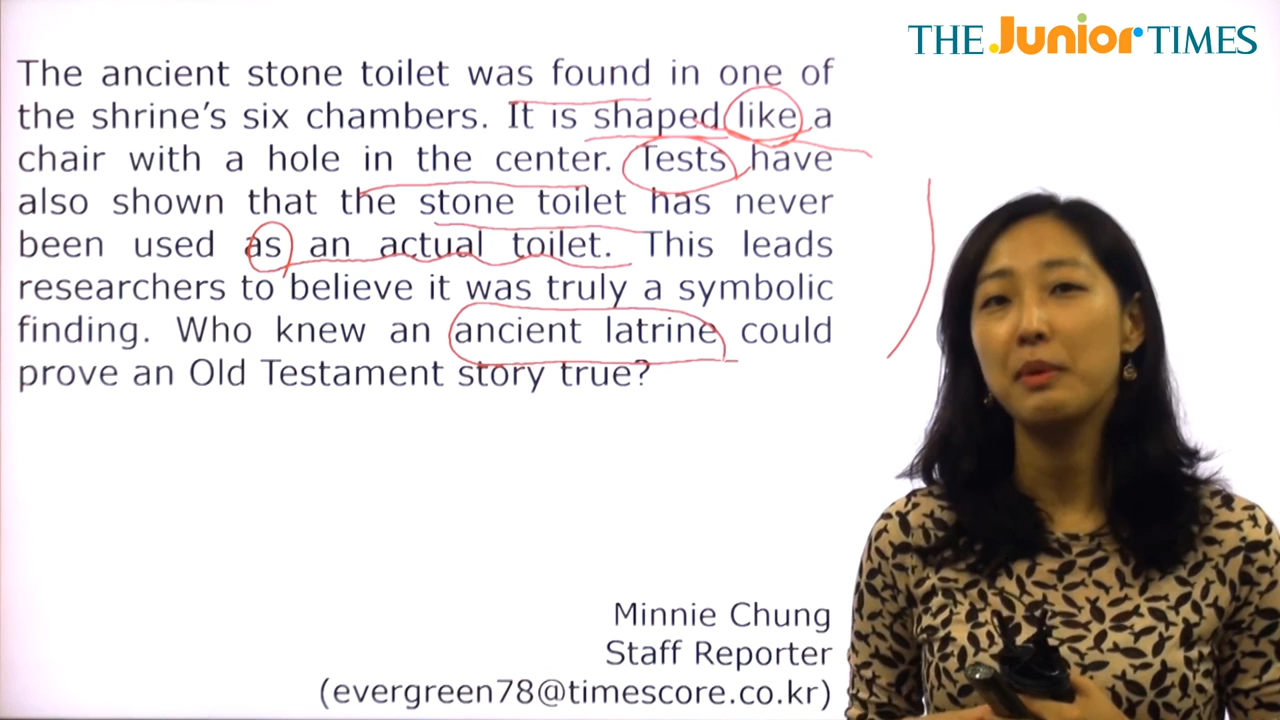 THE Junior TIMES
The ancient stone toilet was found in one of
the shrine's six chambers. It is shaped like a
chair with a hole in the center. Tests have
also shown that the stone toilet has never
been used as an actual toilet. This leads
researchers to believe it was truly a symbolic
finding. Who knew an ancient latrine could
prove an Old Testament story true?
Minnie Chung
Staff Reporter
(evergreen78@timescore.co.kr)